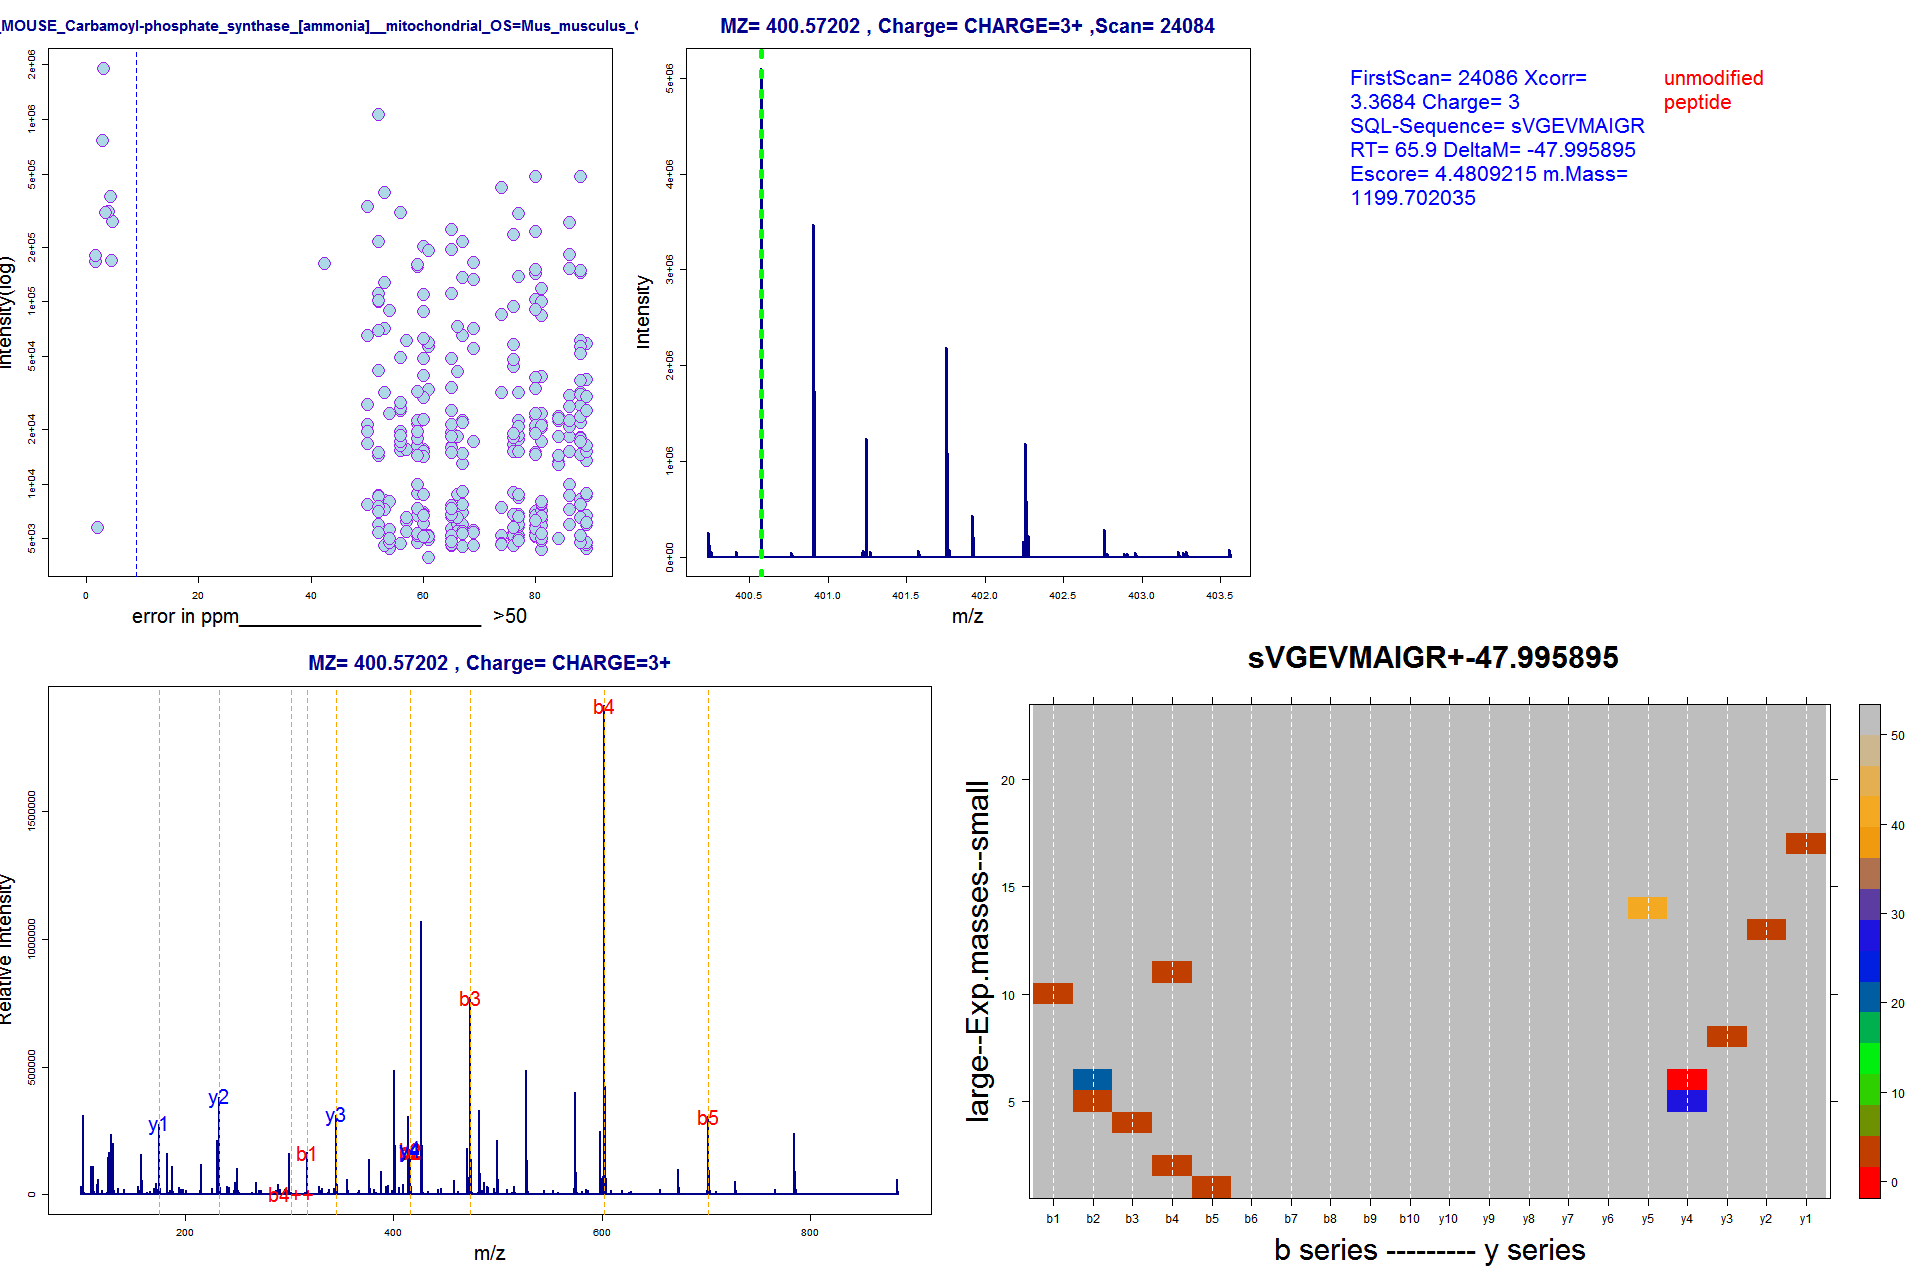 _MOUSE_Carbamoyl-phosphate_synthase_[ammonia]__mitochondrial_OS=Mus_musculus_
MZ= 400.57202 , Charge= CHARGE=3+ ,Scan= 24084
FirstScan= 24086 Xcorr=
3.3684 Charge= 3
SQL-Sequence= sVGEVMAIGR
RT= 65.9 DeltaM= -47.995895
Escore= 4.4809215 m.Mass=
1199.702035
unmodified
peptide
Intensity(log)
2e+06
1e+06
5e+05
2e+05
1e+05
5e+04
2e+04
1e+04
5e+03
0 20 40 60 80
error in ppm______________________ >50
Intensity
5e+06
4e+06
3e+06
2e+06
1e+06
0e+00
400.5 401.0 401.5 402.0 402.5 403.0 403.5
m/z
MZ= 400.57202 , Charge= CHARGE=3+
Relative Intensity
1500000
1000000
500000
0
b4
b3
y2
y1
y3
b5
b1
b4++
200 400 600 800
m/z
sVGEVMAIGR+-47.995895
large--Exp.masses--small
20
15
10
5
b1 b2 b3 b4 b5 b6 b7 b8 b9 b10 y10 y9 y8 y7 y6 y5 y4 y3 y2 y1
b series --------- y series
50
40
30
20
10
0